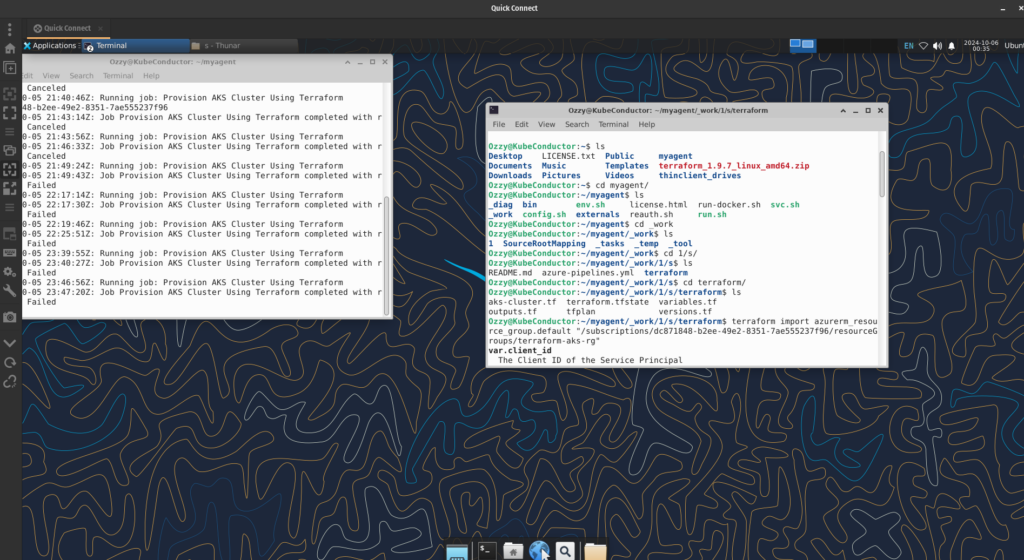 Quick Connect
Quick Connect
Applications
Terminal
s - Thunar
EN
2024-10-06
00:35
Ubun
Ozzy@KubeConductor: ~/myagent
dit View Search Terminal Help
Canceled
0-05 21:40:46Z: Running job: Provision AKS Cluster Using Terraform
48-b2ee-49e2-8351-7ae555237f96
0-05 21:43:14Z: Job Provision AKS Cluster Using Terraform completed with r
Canceled
0-05 21:43:56Z: Running job: Provision AKS Cluster Using Terraform
0-05 21:46:33Z: Job Provision AKS Cluster Using Terraform completed with r
Canceled
0-05 21:49:24Z: Running job: Provision AKS Cluster Using Terraform
0-05 21:49:43Z: Job Provision AKS Cluster Using Terraform completed with r
Failed
0-05 22:17:14Z: Running job: Provision AKS Cluster Using Terraform
0-05 22:17:30Z: Job Provision AKS Cluster Using Terraform completed with r
Failed
0-05 22:19:46Z: Running job: Provision AKS Cluster Using Terraform
0-05 22:25:51Z: Job Provision AKS Cluster Using Terraform completed with r
Failed
0-05 23:39:55Z: Running job: Provision AKS Cluster Using Terraform
0-05 23:40:27Z: Job Provision AKS Cluster Using Terraform completed with r
Failed
0-05 23:46:56Z: Running job: Provision AKS Cluster Using Terraform
0-05 23:47:20Z: Job Provision AKS Cluster Using Terraform completed with r
Failed
Ozzy@KubeConductor: ~/myagent/_work/1/s/terraform
File Edit View Search Terminal Help
Ozzy@KubeConductor:~$ ls
Desktop LICENSE.txt Public myagent
Documents Music Templates terraform_1.9.7_linux_amd64.zip
Downloads Pictures Videos thinclient_drives
Ozzy@KubeConductor:~$ cd myagent/
Ozzy@KubeConductor:~/myagent$ ls
_diag bin env.sh license.html run-docker.sh svc.sh
_work config.sh externals reauth.sh run.sh
Ozzy@KubeConductor:~/myagent$ cd _work
Ozzy@KubeConductor:~/myagent/_work$ ls
1 SourceRootMapping _tasks _temp _tool
Ozzy@KubeConductor:~/myagent/_work$ cd 1/s/
Ozzy@KubeConductor:~/myagent/_work/1/s$ ls
README.md azure-pipelines.yml terraform
Ozzy@KubeConductor:~/myagent/_work/1/s$ cd terraform/
Ozzy@KubeConductor:~/myagent/_work/1/s/terraform$ ls
aks-cluster.tf terraform.tfstate variables.tf
outputs.tf tfplan versions.tf
Ozzy@KubeConductor:~/myagent/_work/1/s/terraform$ terraform import azurerm_resou
rce_group.default "/subscriptions/dc871848-b2ee-49e2-8351-7ae555237f96/resourceG
roups/terraform-aks-rg"
var.client_id
The Client ID of the Service Principal